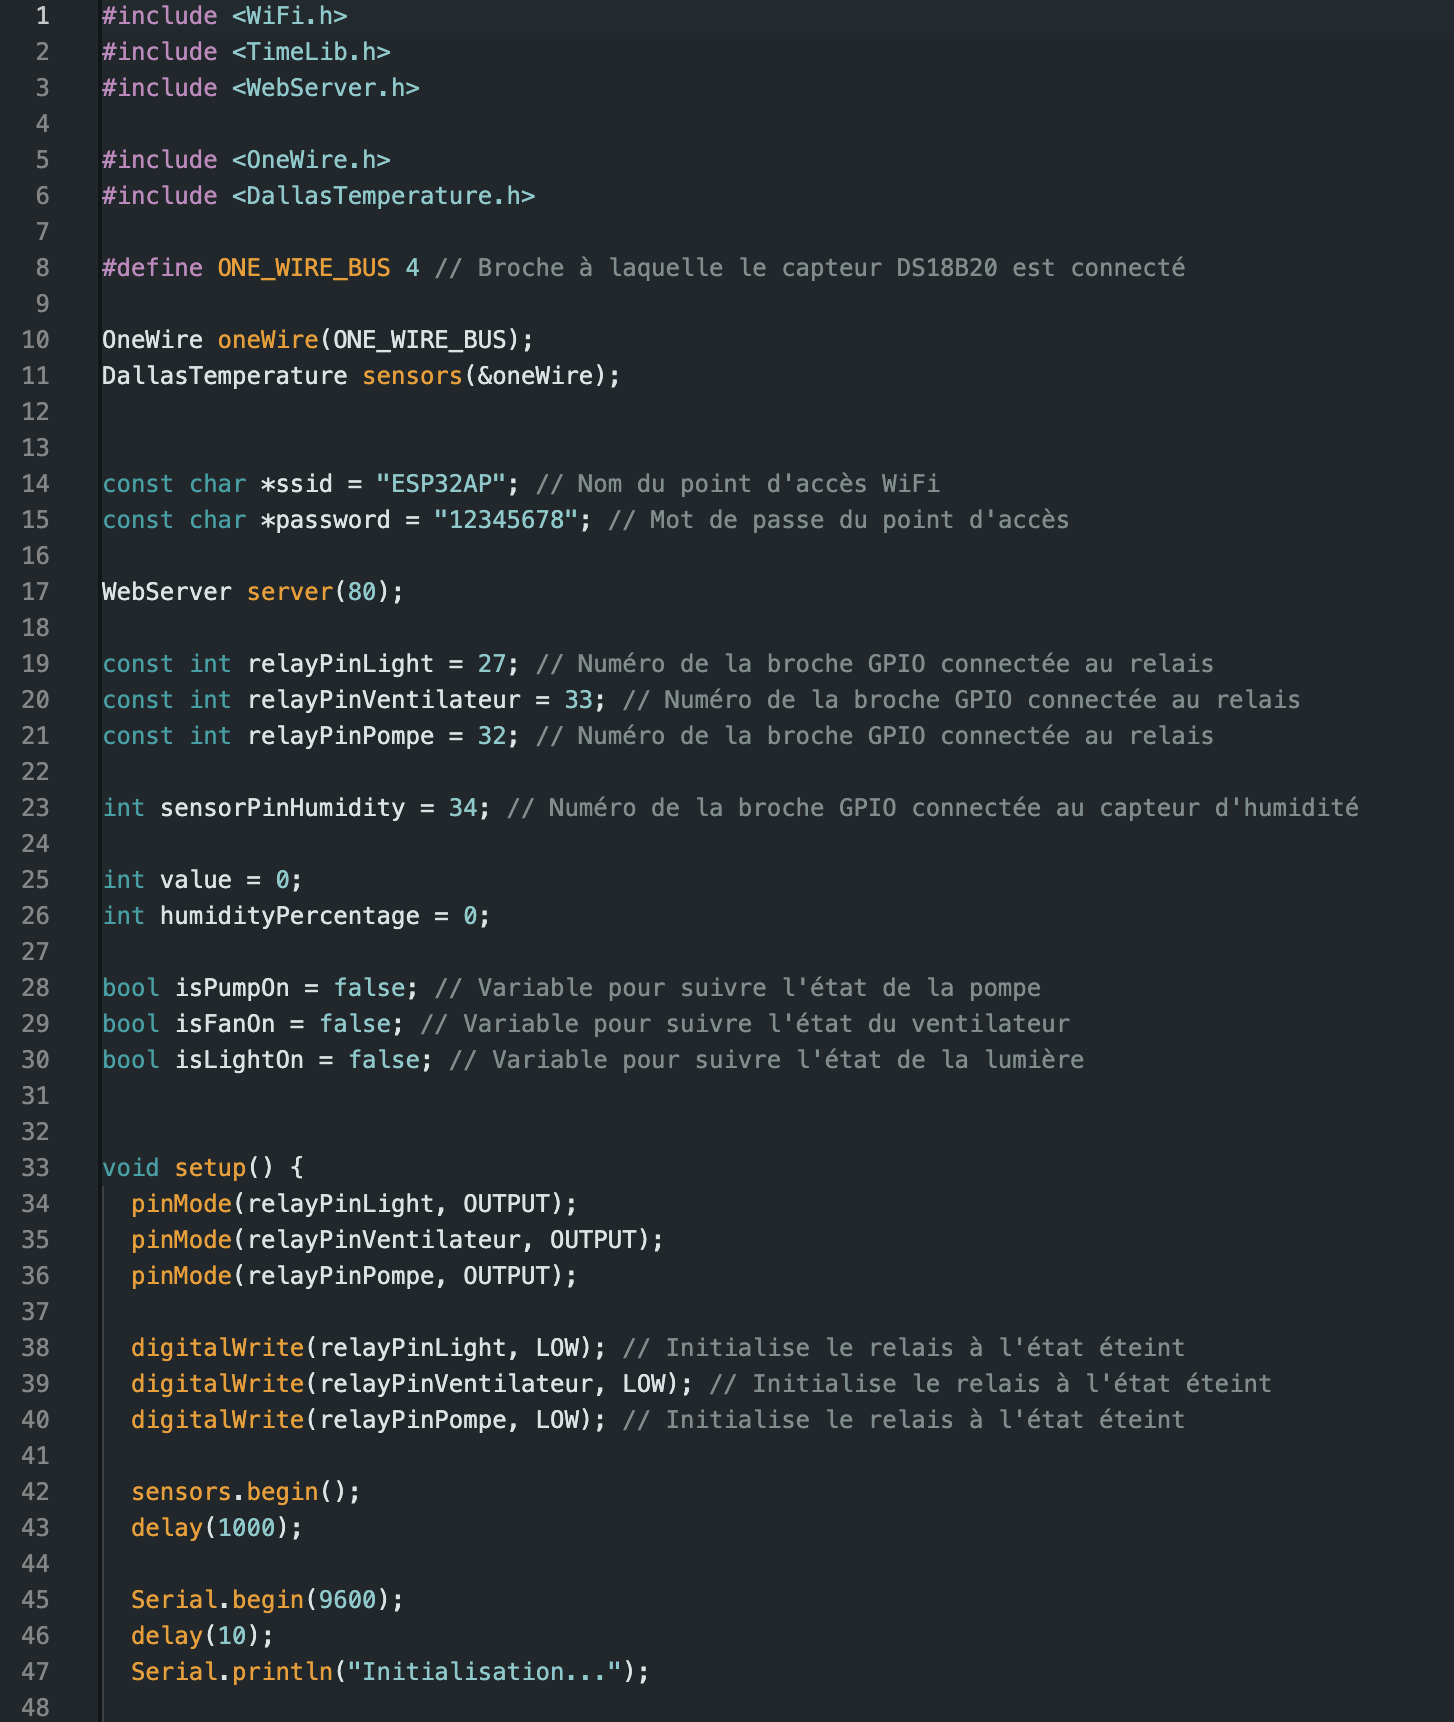 1 #include <WiFi.h>
2 #include <TimeLib.h>
3 #include <WebServer.h>
4
5 #include <OneWire.h>
6 #include <DallasTemperature.h>
7
8 #define ONE_WIRE_BUS 4 // Broche à laquelle le capteur DS18B20 est connecté
9
10 OneWire oneWire(ONE_WIRE_BUS);
11 DallasTemperature sensors(&oneWire);
12
13
14 const char *ssid = "ESP32AP"; // Nom du point d'accès WiFi
15 const char *password = "12345678"; // Mot de passe du point d'accès
16
17 WebServer server(80);
18
19 const int relayPinLight = 27; // Numéro de la broche GPIO connectée au relais
20 const int relayPinVentilateur = 33; // Numéro de la broche GPIO connectée au relais
21 const int relayPinPompe = 32; // Numéro de la broche GPIO connectée au relais
22
23 int sensorPinHumidity = 34; // Numéro de la broche GPIO connectée au capteur d'humidité
24
25 int value = 0;
26 int humidityPercentage = 0;
27
28 bool isPumpOn = false; // Variable pour suivre l'état de la pompe
29 bool isFanOn = false; // Variable pour suivre l'état du ventilateur
30 bool isLightOn = false; // Variable pour suivre l'état de la lumière
31
32
33 void setup() {
34   pinMode(relayPinLight, OUTPUT);
35   pinMode(relayPinVentilateur, OUTPUT);
36   pinMode(relayPinPompe, OUTPUT);
37
38   digitalWrite(relayPinLight, LOW); // Initialise le relais à l'état éteint
39   digitalWrite(relayPinVentilateur, LOW); // Initialise le relais à l'état éteint
40   digitalWrite(relayPinPompe, LOW); // Initialise le relais à l'état éteint
41
42   sensors.begin();
43   delay(1000);
44
45   Serial.begin(9600);
46   delay(10);
47   Serial.println("Initialisation...");
48